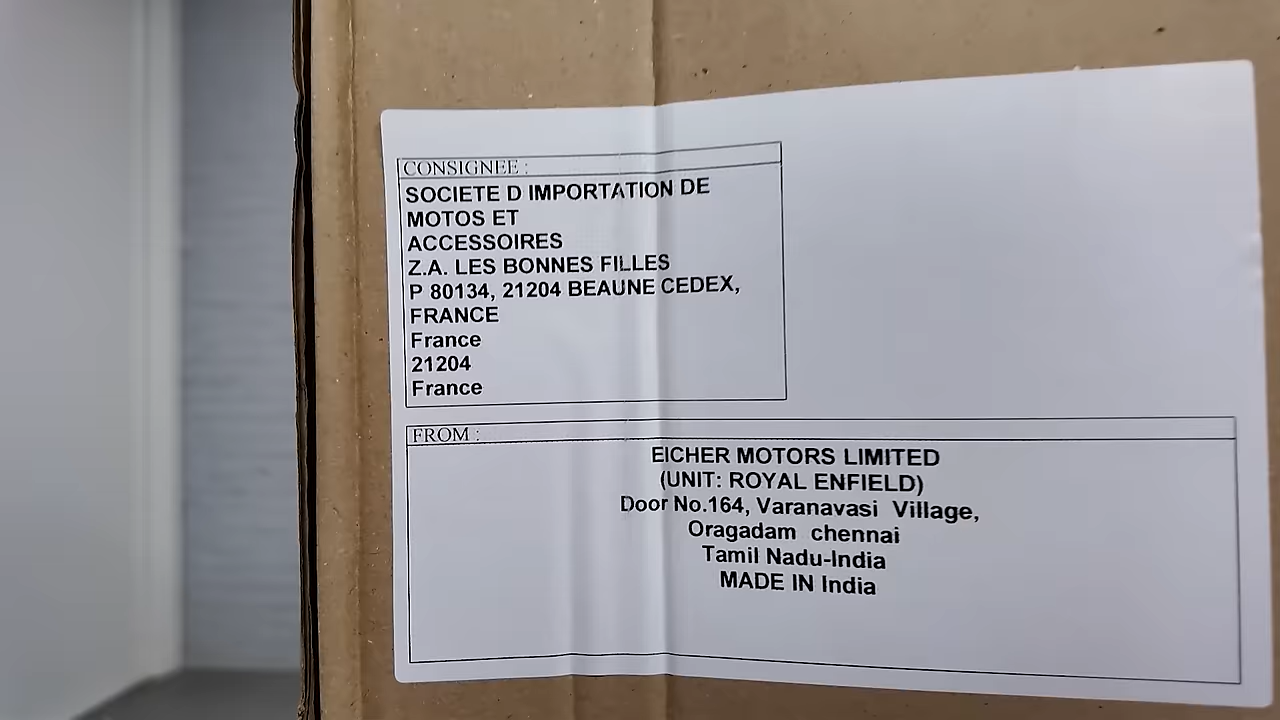 CONSIGNEE :
SOCIETE D IMPORTATION DE
MOTOS ET
ACCESSOIRES
Z.A. LES BONNES FILLES
P 80134, 21204 BEAUNE CEDEX,
FRANCE
France
21204
France
FROM :
EICHER MOTORS LIMITED
(UNIT: ROYAL ENFIELD)
Door No.164, Varanavasi Village,
Oragadam chennai
Tamil Nadu-India
MADE IN India